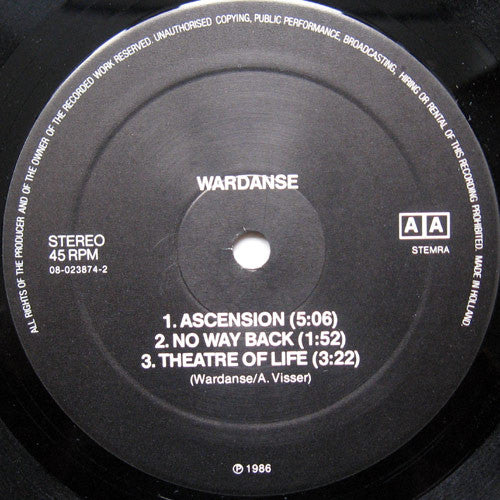 ALL RIGHTS OF THE PRODUCER AND OF THE OWNER OF THE RECORDED WORK RESERVED. UNAUTHORISED COPYING, PUBLIC PERFORMANCE, BROADCASTING, HIRING OR RENTAL OF THIS RECORDING PROHIBITED. MADE IN HOLLAND.
WARDANSE
STEREO
45 RPM
08-023874-2
A A
STEMRA
1. ASCENSION (5:06)
2. NO WAY BACK (1:52)
3. THEATRE OF LIFE (3:22)
(Wardanse/A. Visser)
℗ 1986